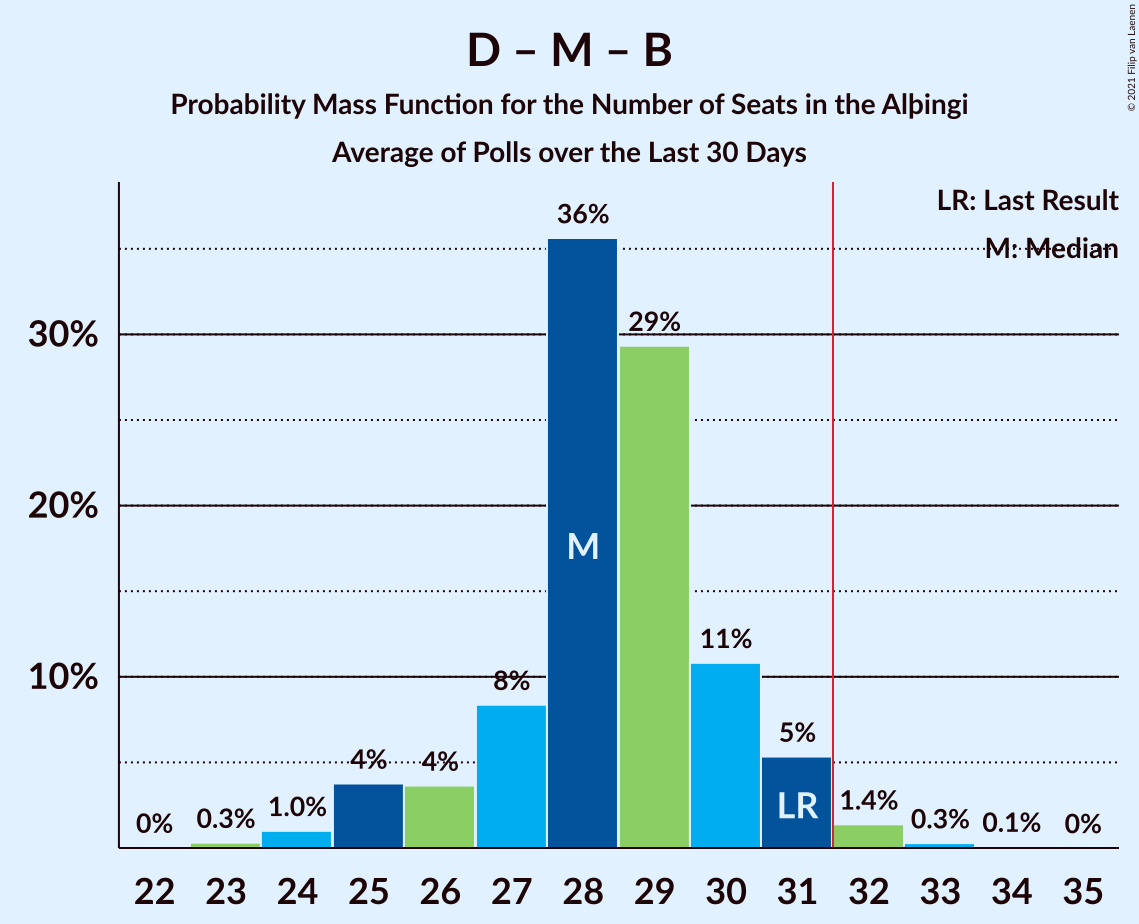 D – M – B
Probability Mass Function for the Number of Seats in the Alþingi
Average of Polls over the Last 30 Days
© 2021 Filip van Laenen
LR: Last Result
M: Median
30%
20%
10%
0%
0.3%
1.0%
4%
4%
8%
36%
29%
11%
5%
1.4%
0.3%
0.1%
0%
M
LR
22 23 24 25 26 27 28 29 30 31 32 33 34 35